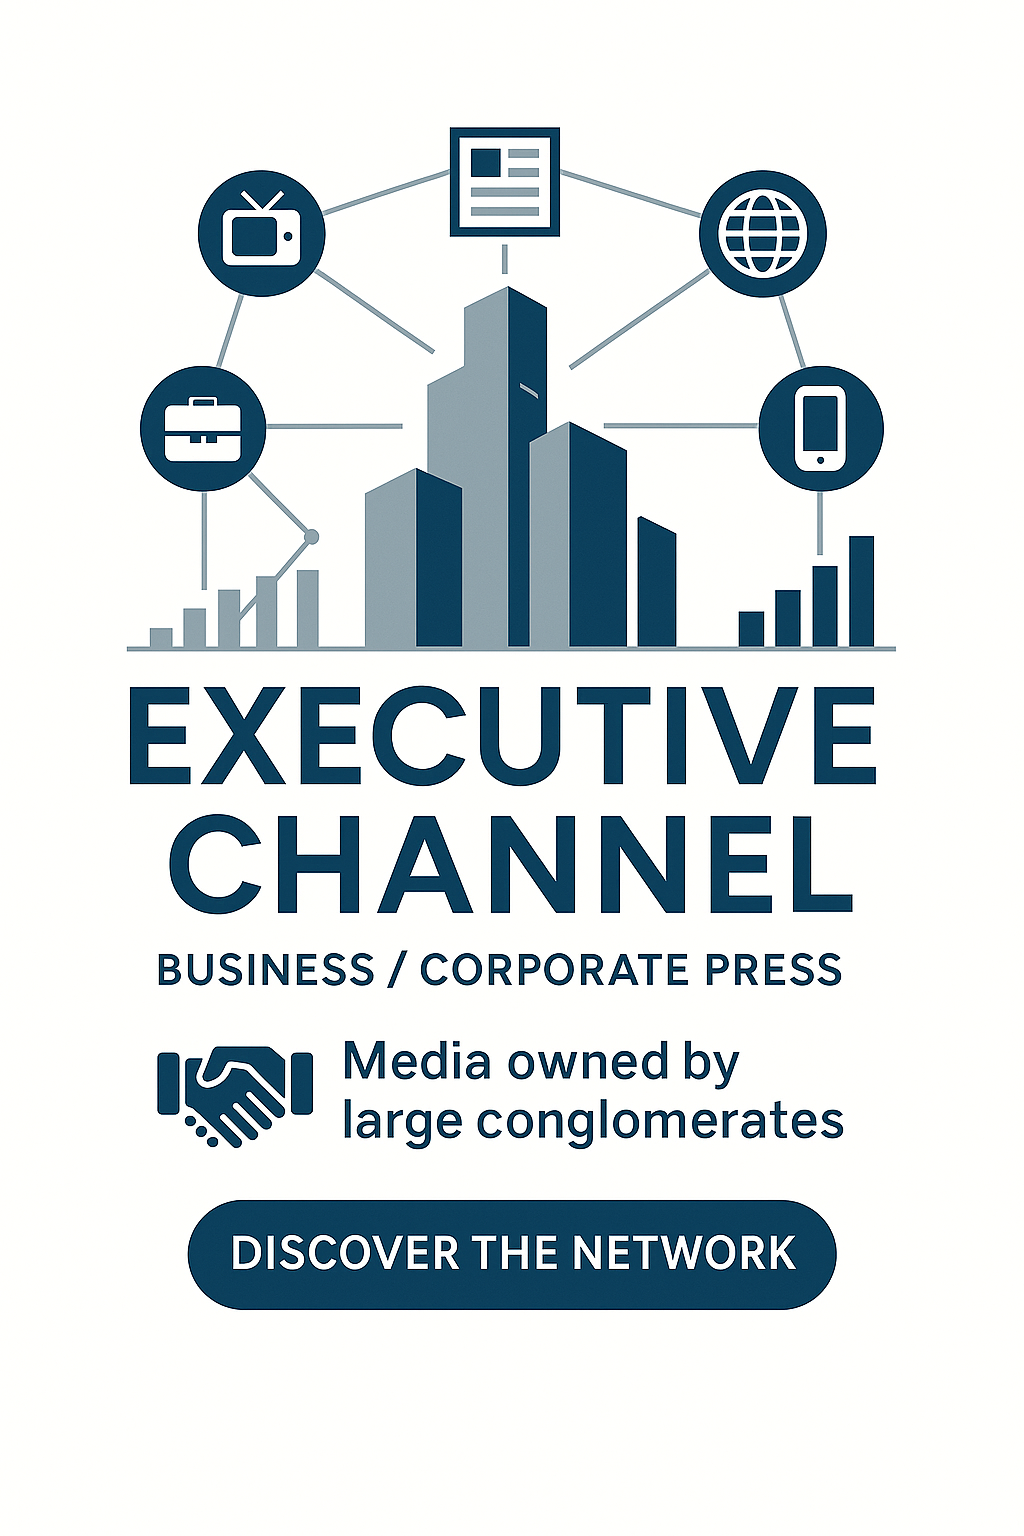 EXECUTIVE
CHANNEL
BUSINESS / CORPORATE PRESS
Media owned by
large conglomerates
DISCOVER THE NETWORK